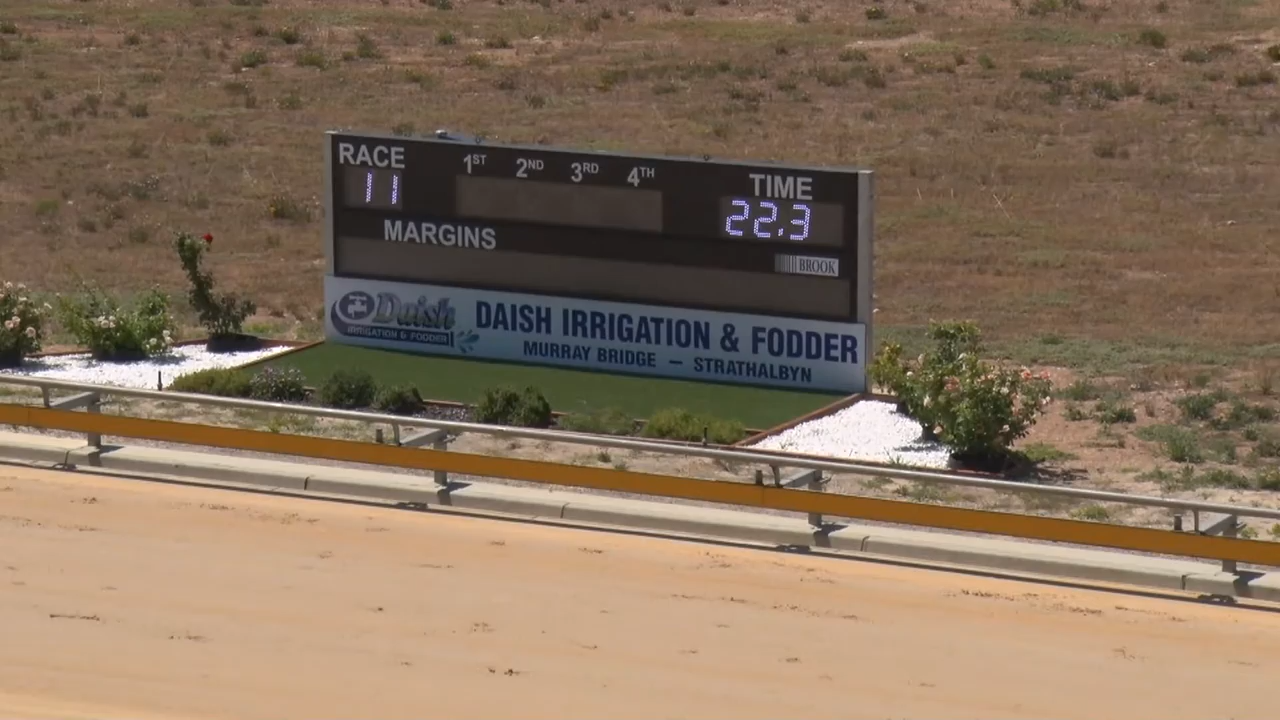 RACE 1ST 2ND 3RD 4TH TIME
11 22.3
MARGINS
BROOK
Daish
IRRIGATION & FODDER
DAISH IRRIGATION & FODDER
MURRAY BRIDGE – STRATHALBYN